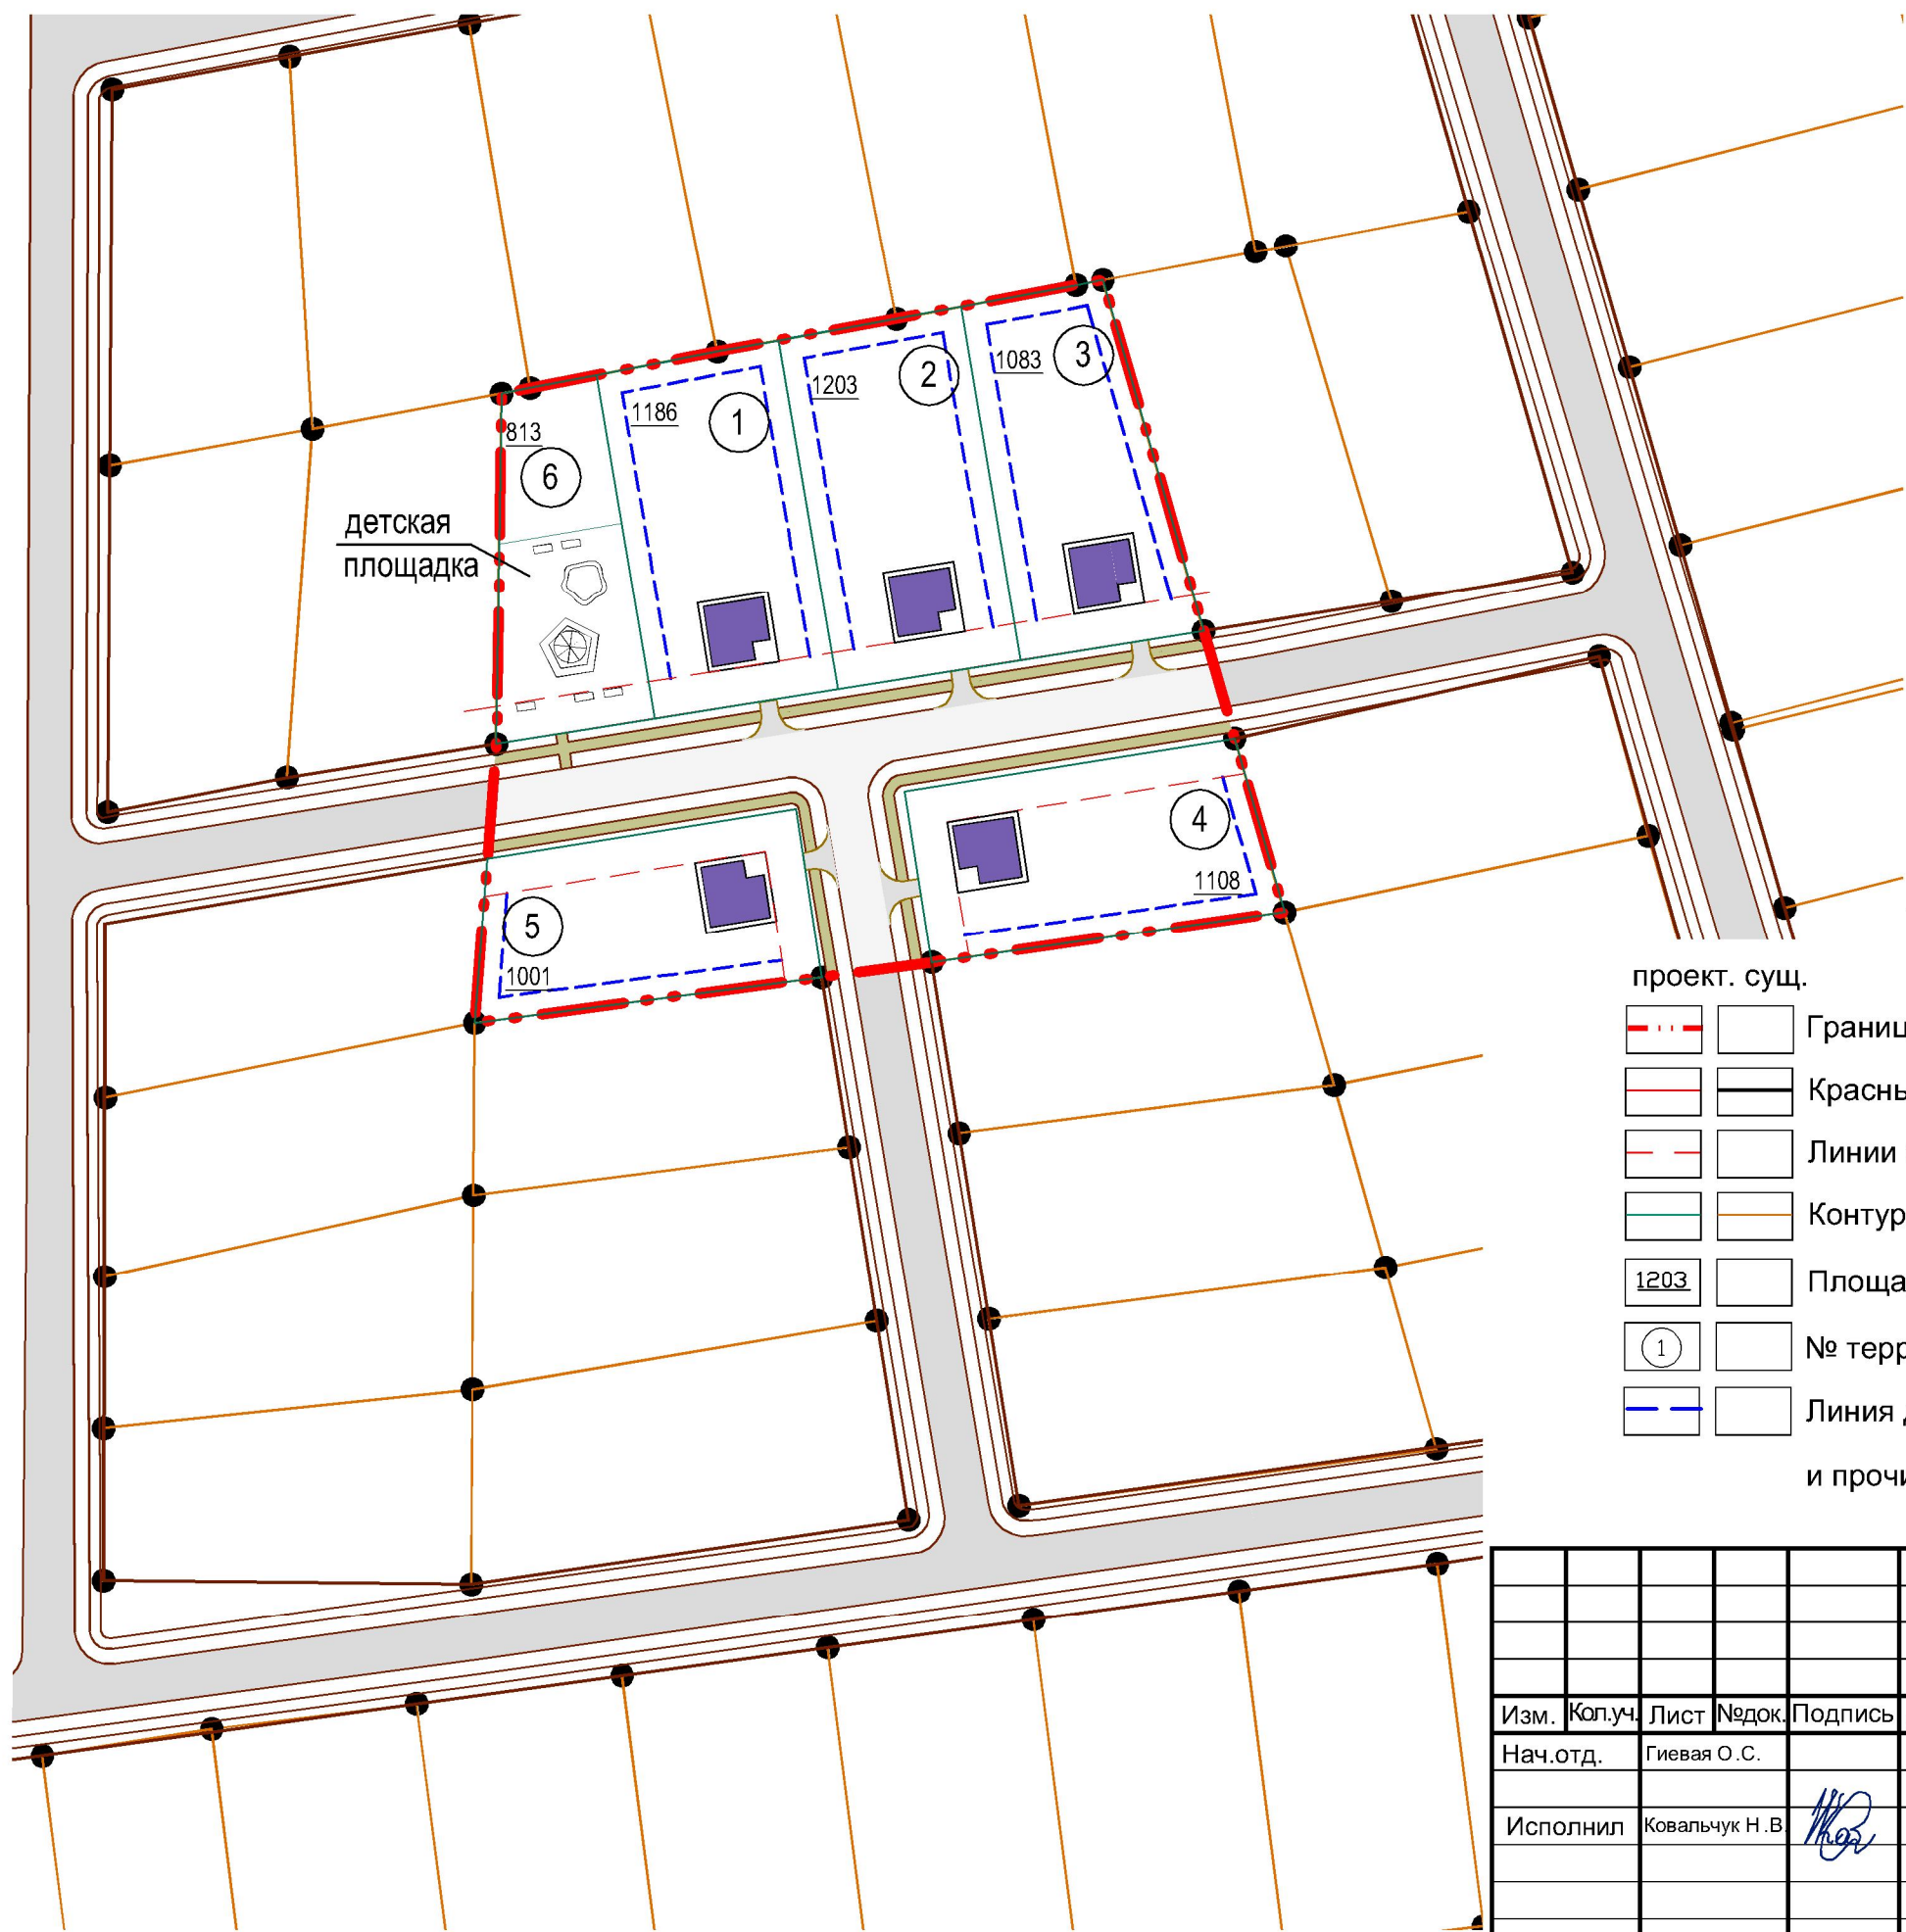 3
1083
2
1203
1
1186
813
6
детская
площадка
4
1108
5
1001
проект. сущ.
Границ
Красны
Линии
Контур
1203 Площа
1 № терр
Линия
и прочи
Изм. Кол.уч. Лист №док. Подпись
Нач.отд. Гиевая О.С.
Исполнил Ковальчук Н.В.